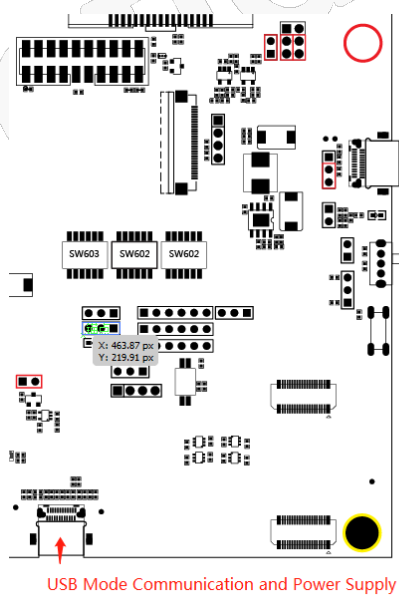 SW603 SW602 SW602
X: 463.87 px
Y: 219.91 px
USB Mode Communication and Power Supply